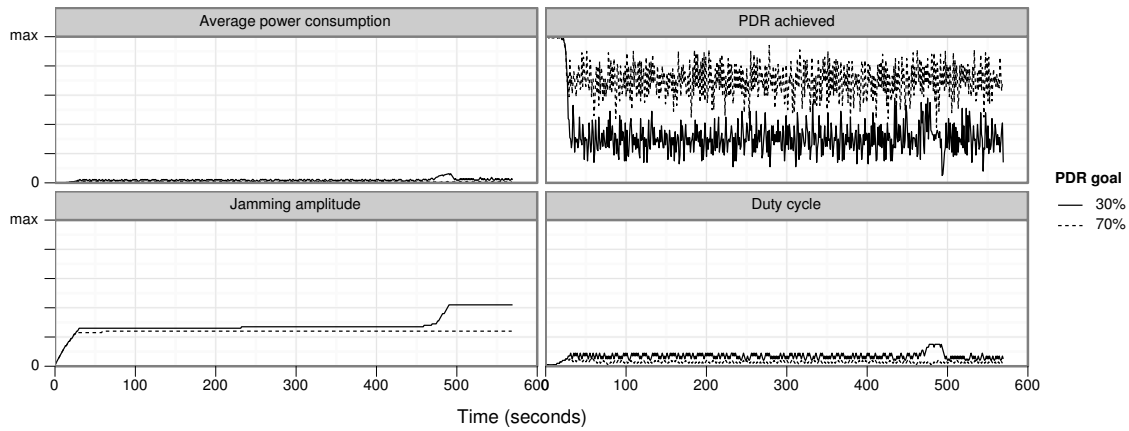 Average power consumption
PDR achieved
max
0
Jamming amplitude
Duty cycle
max
0
0 100 200 300 400 500 600
0 100 200 300 400 500 600
Time (seconds)
PDR goal
30%
70%